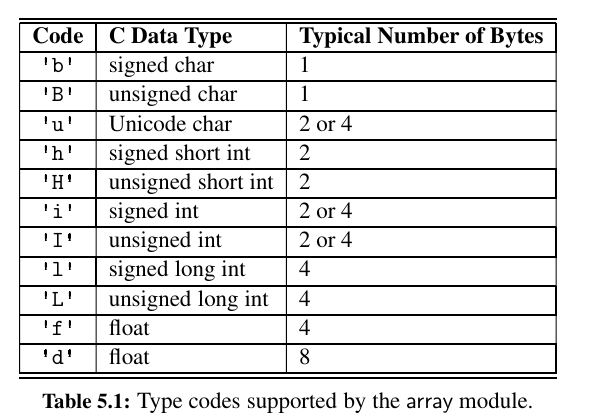 Code C Data Type Typical Number of Bytes
'b' signed char 1
'B' unsigned char 1
'u' Unicode char 2 or 4
'h' signed short int 2
'H' unsigned short int 2
'i' signed int 2 or 4
'I' unsigned int 2 or 4
'l' signed long int 4
'L' unsigned long int 4
'f' float 4
'd' float 8
Table 5.1: Type codes supported by the array module.